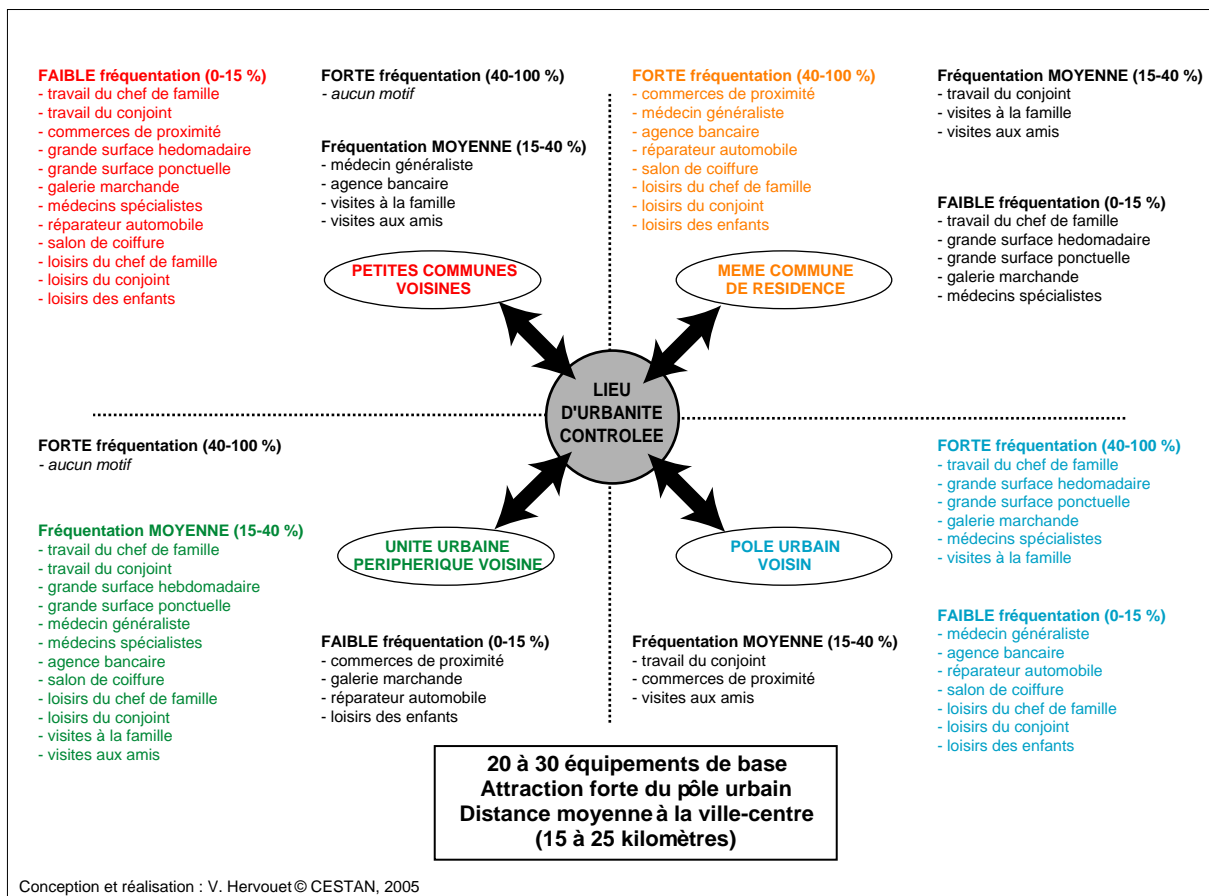 FAIBLE fréquentation (0-15 %)
- travail du chef de famille
- travail du conjoint
- commerces de proximité
- grande surface hedomadaire
- grande surface ponctuelle
- galerie marchande
- médecins spécialistes
- réparateur automobile
- salon de coiffure
- loisirs du chef de famille
- loisirs du conjoint
- loisirs des enfants
FORTE fréquentation (40-100 %)
- aucun motif
Fréquentation MOYENNE (15-40 %)
- médecin généraliste
- agence bancaire
- visites à la famille
- visites aux amis
PETITES COMMUNES
VOISINES
FORTE fréquentation (40-100 %)
- commerces de proximité
- médecin généraliste
- agence bancaire
- réparateur automobile
- salon de coiffure
- loisirs du chef de famille
- loisirs du conjoint
- loisirs des enfants
MEME COMMUNE
DE RESIDENCE
Fréquentation MOYENNE (15-40 %)
- travail du conjoint
- visites à la famille
- visites aux amis
FAIBLE fréquentation (0-15 %)
- travail du chef de famille
- grande surface hedomadaire
- grande surface ponctuelle
- galerie marchande
- médecins spécialistes
LIEU
D'URBANITE
CONTROLEE
FORTE fréquentation (40-100 %)
- aucun motif
Fréquentation MOYENNE (15-40 %)
- travail du chef de famille
- travail du conjoint
- grande surface hebdomadaire
- grande surface ponctuelle
- médecin généraliste
- médecins spécialistes
- agence bancaire
- salon de coiffure
- loisirs du chef de famille
- loisirs du conjoint
- visites à la famille
- visites aux amis
UNITE URBAINE
PERIPHERIQUE VOISINE
FAIBLE fréquentation (0-15 %)
- commerces de proximité
- galerie marchande
- réparateur automobile
- loisirs des enfants
POLE URBAIN
VOISIN
Fréquentation MOYENNE (15-40 %)
- travail du conjoint
- commerces de proximité
- visites aux amis
FORTE fréquentation (40-100 %)
- travail du chef de famille
- grande surface hedomadaire
- grande surface ponctuelle
- galerie marchande
- médecins spécialistes
- visites à la famille
FAIBLE fréquentation (0-15 %)
- médecin généraliste
- agence bancaire
- réparateur automobile
- salon de coiffure
- loisirs du chef de famille
- loisirs du conjoint
- loisirs des enfants
20 à 30 équipements de base
Attraction forte du pôle urbain
Distance moyenne à la ville-centre
(15 à 25 kilomètres)
Conception et réalisation : V. Hervouet © CESTAN, 2005